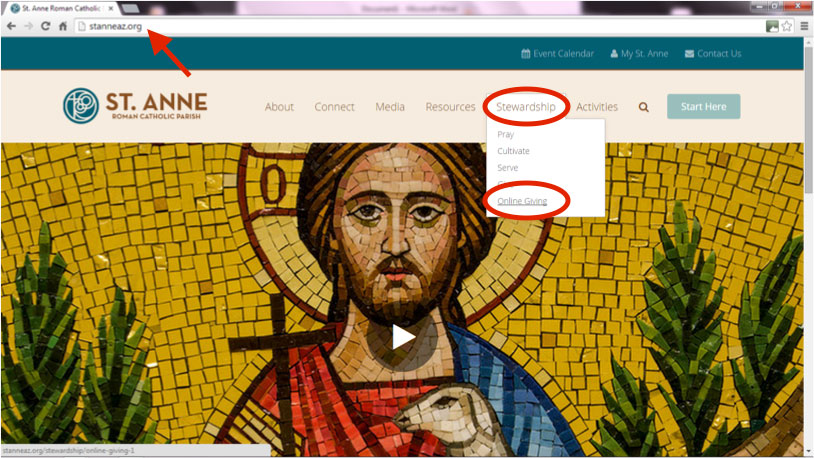 St. Anne Roman Catholic
Document1 - Microsoft Word
stanneaz.org
Event Calendar My St. Anne Contact Us
ST. ANNE
ROMAN CATHOLIC PARISH
About Connect Media Resources Stewardship Activities Start Here
Pray
Cultivate
Serve
Online Giving
stanneaz.org/stewardship/online-giving-1